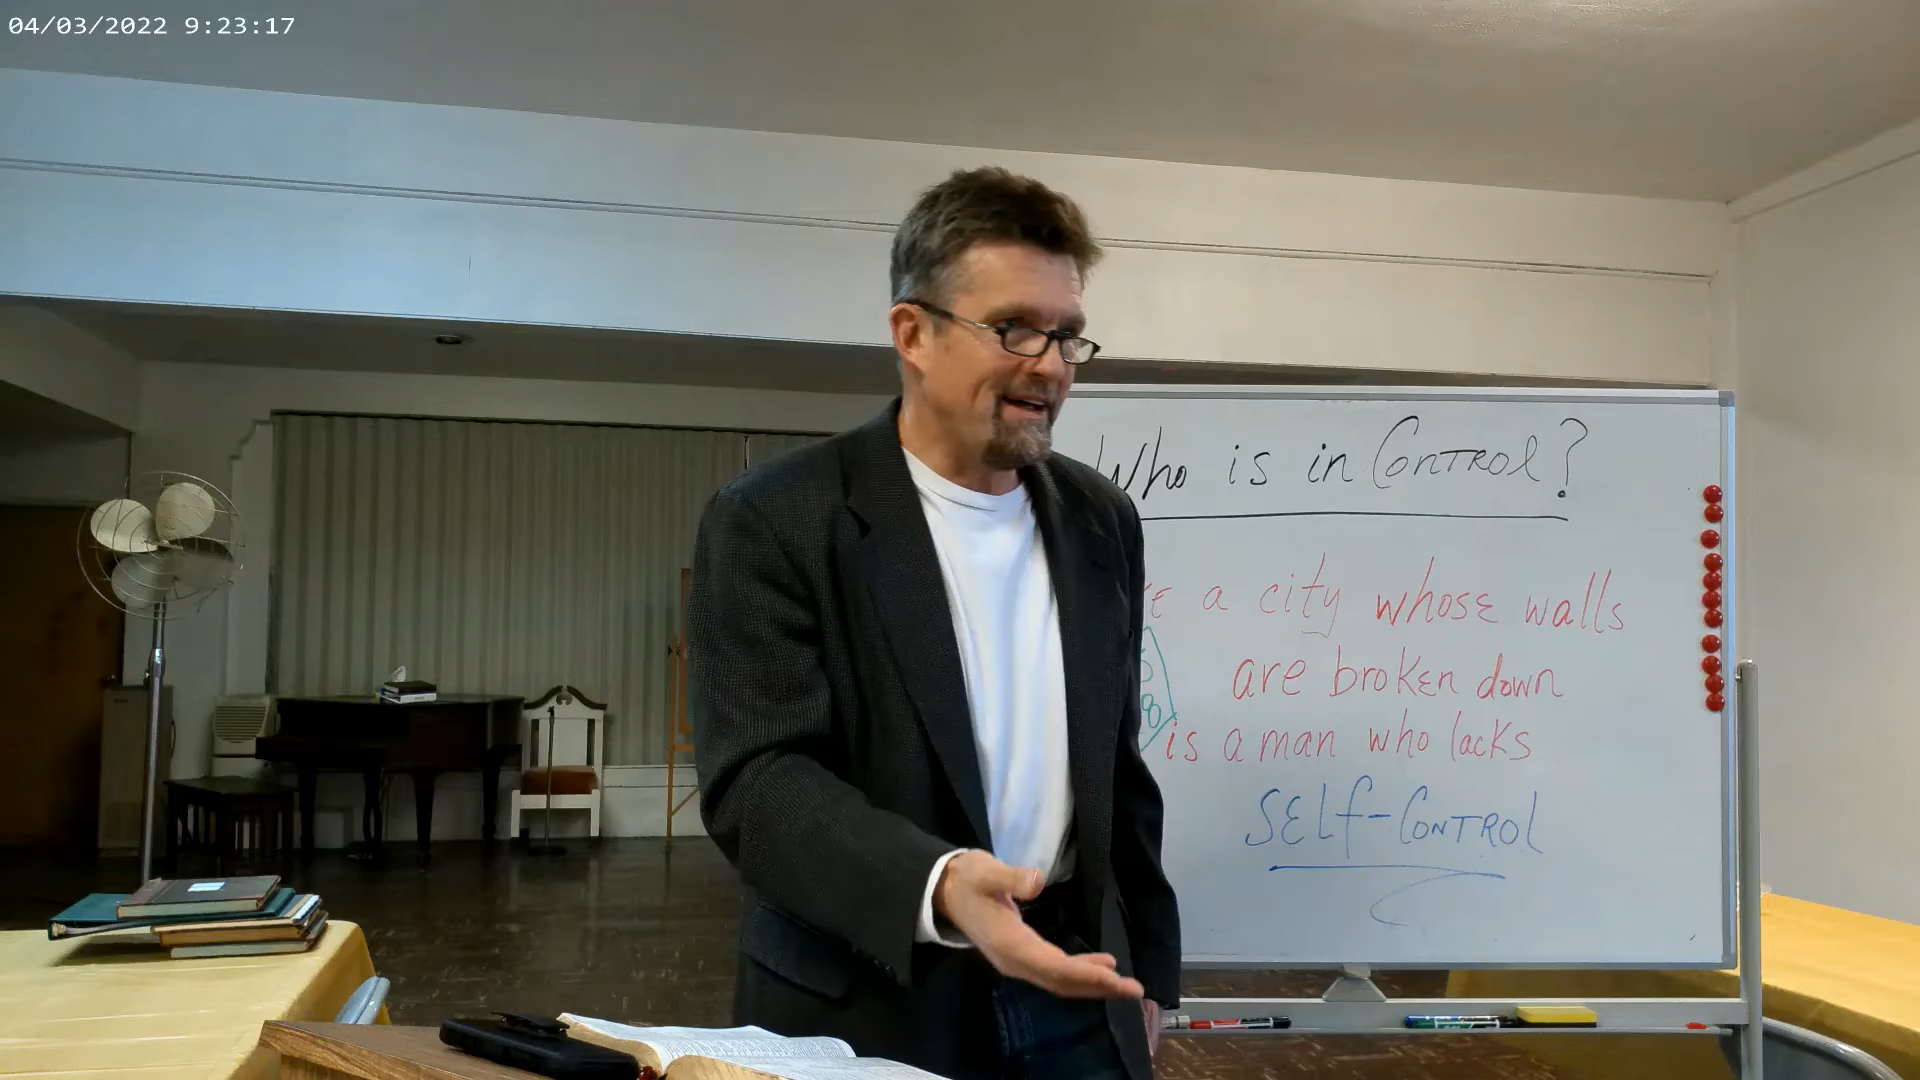 04/03/2022 9:23:17
Who is in Control?
a city whose walls
8
are broken down
is a man who lacks
Self-Control